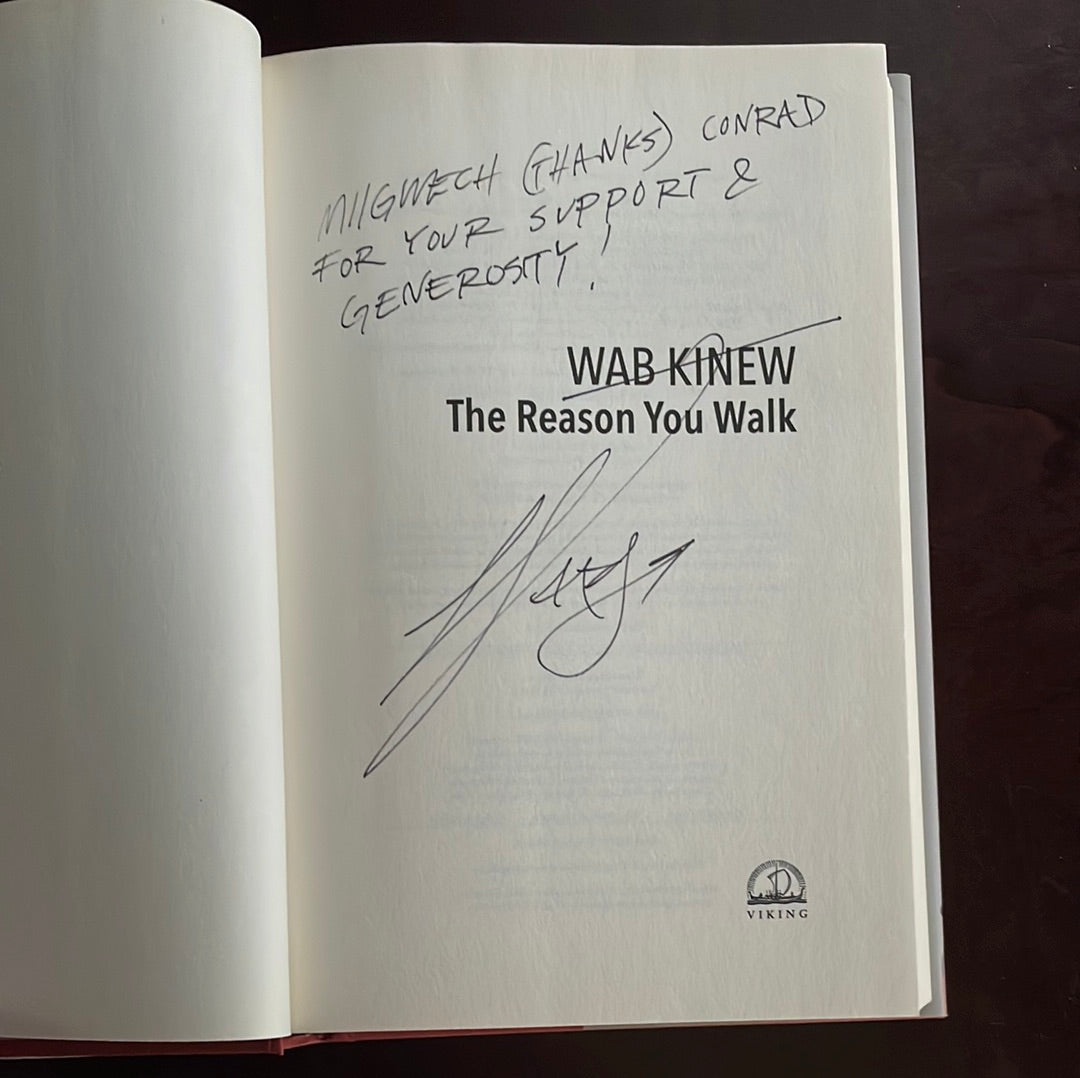 MIIGWECH (THANKS) CONRAD
FOR YOUR SUPPORT &
GENEROSITY!
WAB KINEW
The Reason You Walk
VIKING